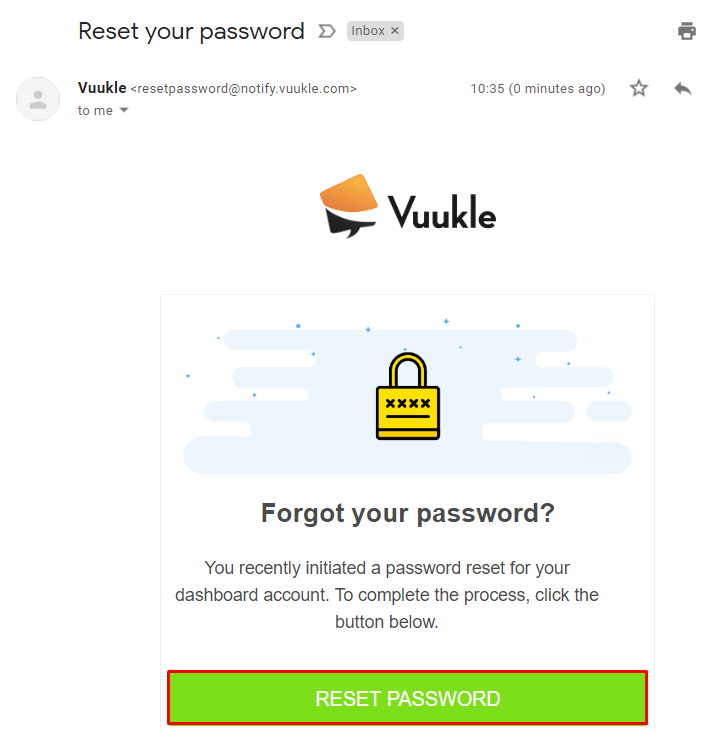 Reset your password Inbox ×
Vuukle <resetpassword@notify.vuukle.com> 10:35 (0 minutes ago)
to me
Vuukle
××××
Forgot your password?
You recently initiated a password reset for your
dashboard account. To complete the process, click the
button below.
RESET PASSWORD